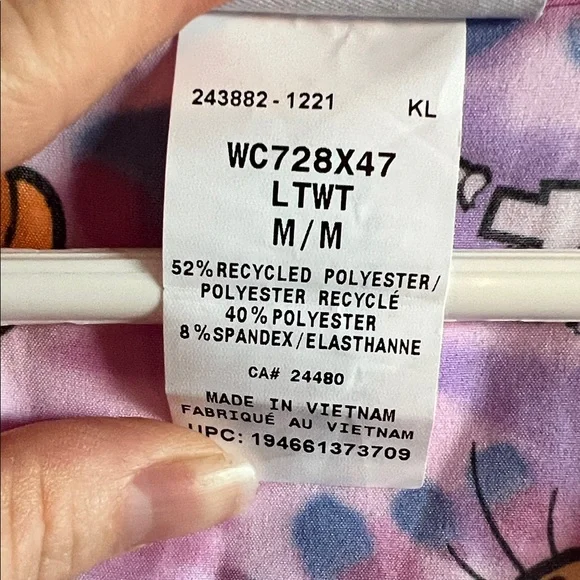 243882-1221 KL
WC728X47
LTWT
M/M
52% RECYCLED POLYESTER/
POLYESTER RECYCLÉ
40% POLYESTER
8% SPANDEX/ELASTHANNE
CA# 24480
MADE IN VIETNAM
FABRIQUÉ AU VIETNAM
UPC: 194661373709